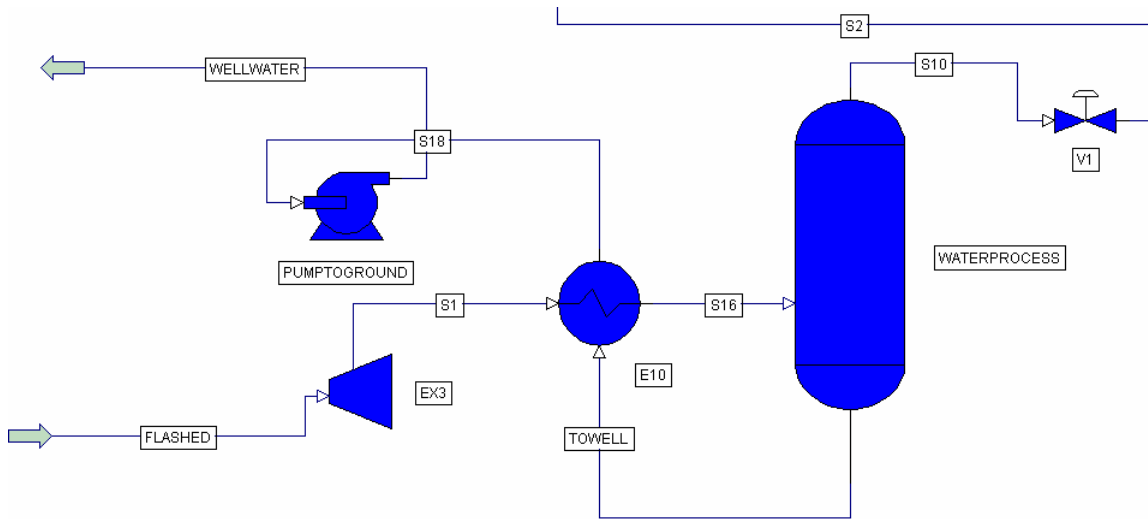 S2
WELLWATER
S10
S18
V1
WATERPROCESS
PUMPTOGROUND
S1
S16
E10
EX3
FLASHED
TOWELL